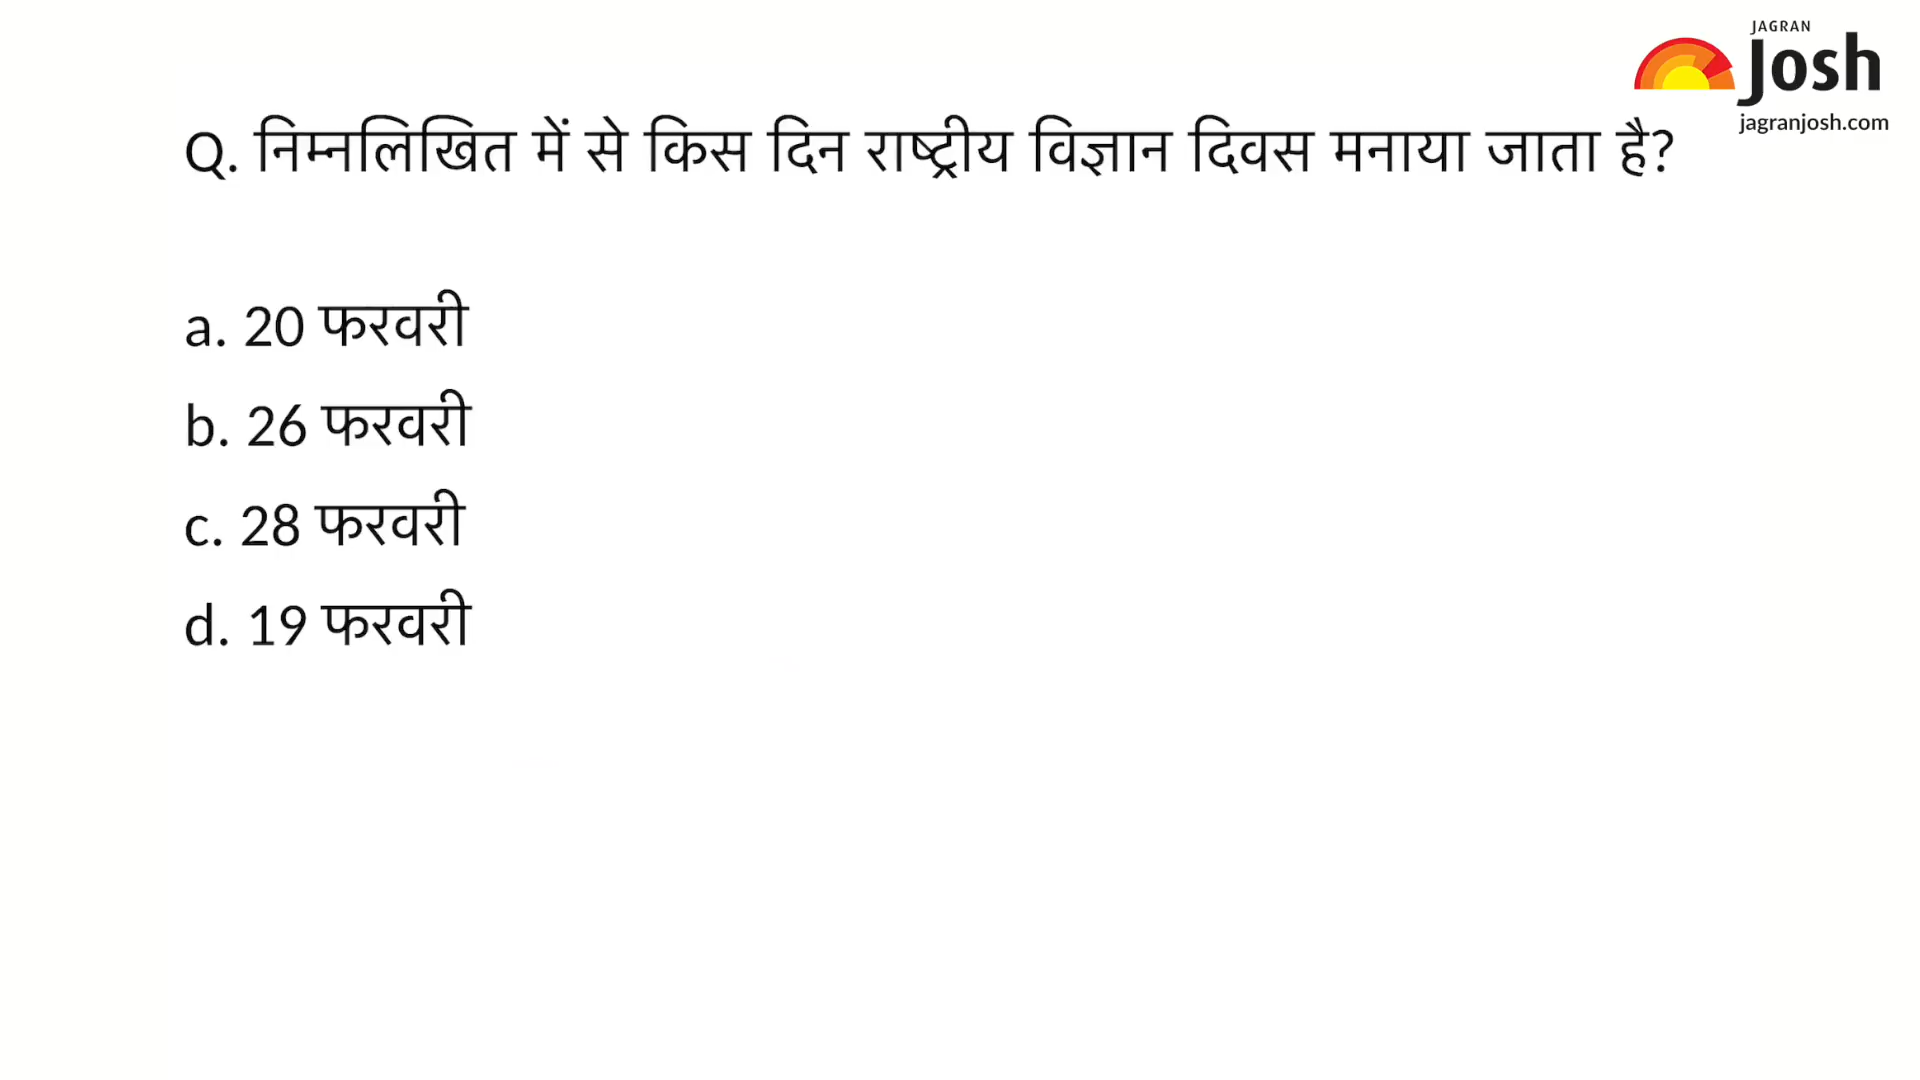 JAGRAN
Josh
jagranjosh.com
Q. निम्नलिखित में से किस दिन राष्ट्रीय विज्ञान दिवस मनाया जाता है?
a. 20 फरवरी
b. 26 फरवरी
c. 28 फरवरी
d. 19 फरवरी